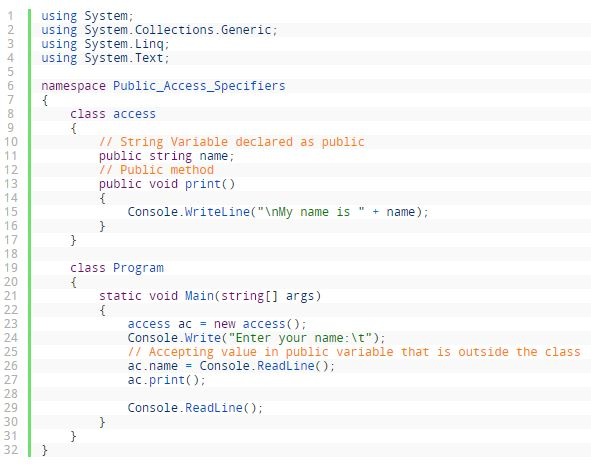 1 using System;
2 using System.Collections.Generic;
3 using System.Linq;
4 using System.Text;
5
6 namespace Public_Access_Specifiers
7 {
8     class access
9     {
10         // String Variable declared as public
11         public string name;
12         // Public method
13         public void print()
14         {
15             Console.WriteLine("\nMy name is " + name);
16         }
17     }
18
19     class Program
20     {
21         static void Main(string[] args)
22         {
23             access ac = new access();
24             Console.Write("Enter your name:\t");
25             // Accepting value in public variable that is outside the class
26             ac.name = Console.ReadLine();
27             ac.print();
28
29             Console.ReadLine();
30         }
31     }
32 }